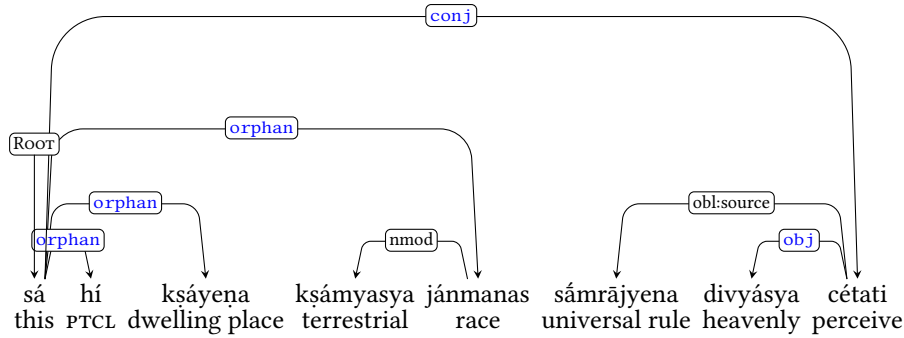 conj
orphan
ROOT
orphan
obl:source
orphan
nmod
obj
sá hí kṣáyeṇa kṣámyasya jánmanas sā́mrājyena divyásya cétati
this PTCL dwelling place terrestrial race universal rule heavenly perceive